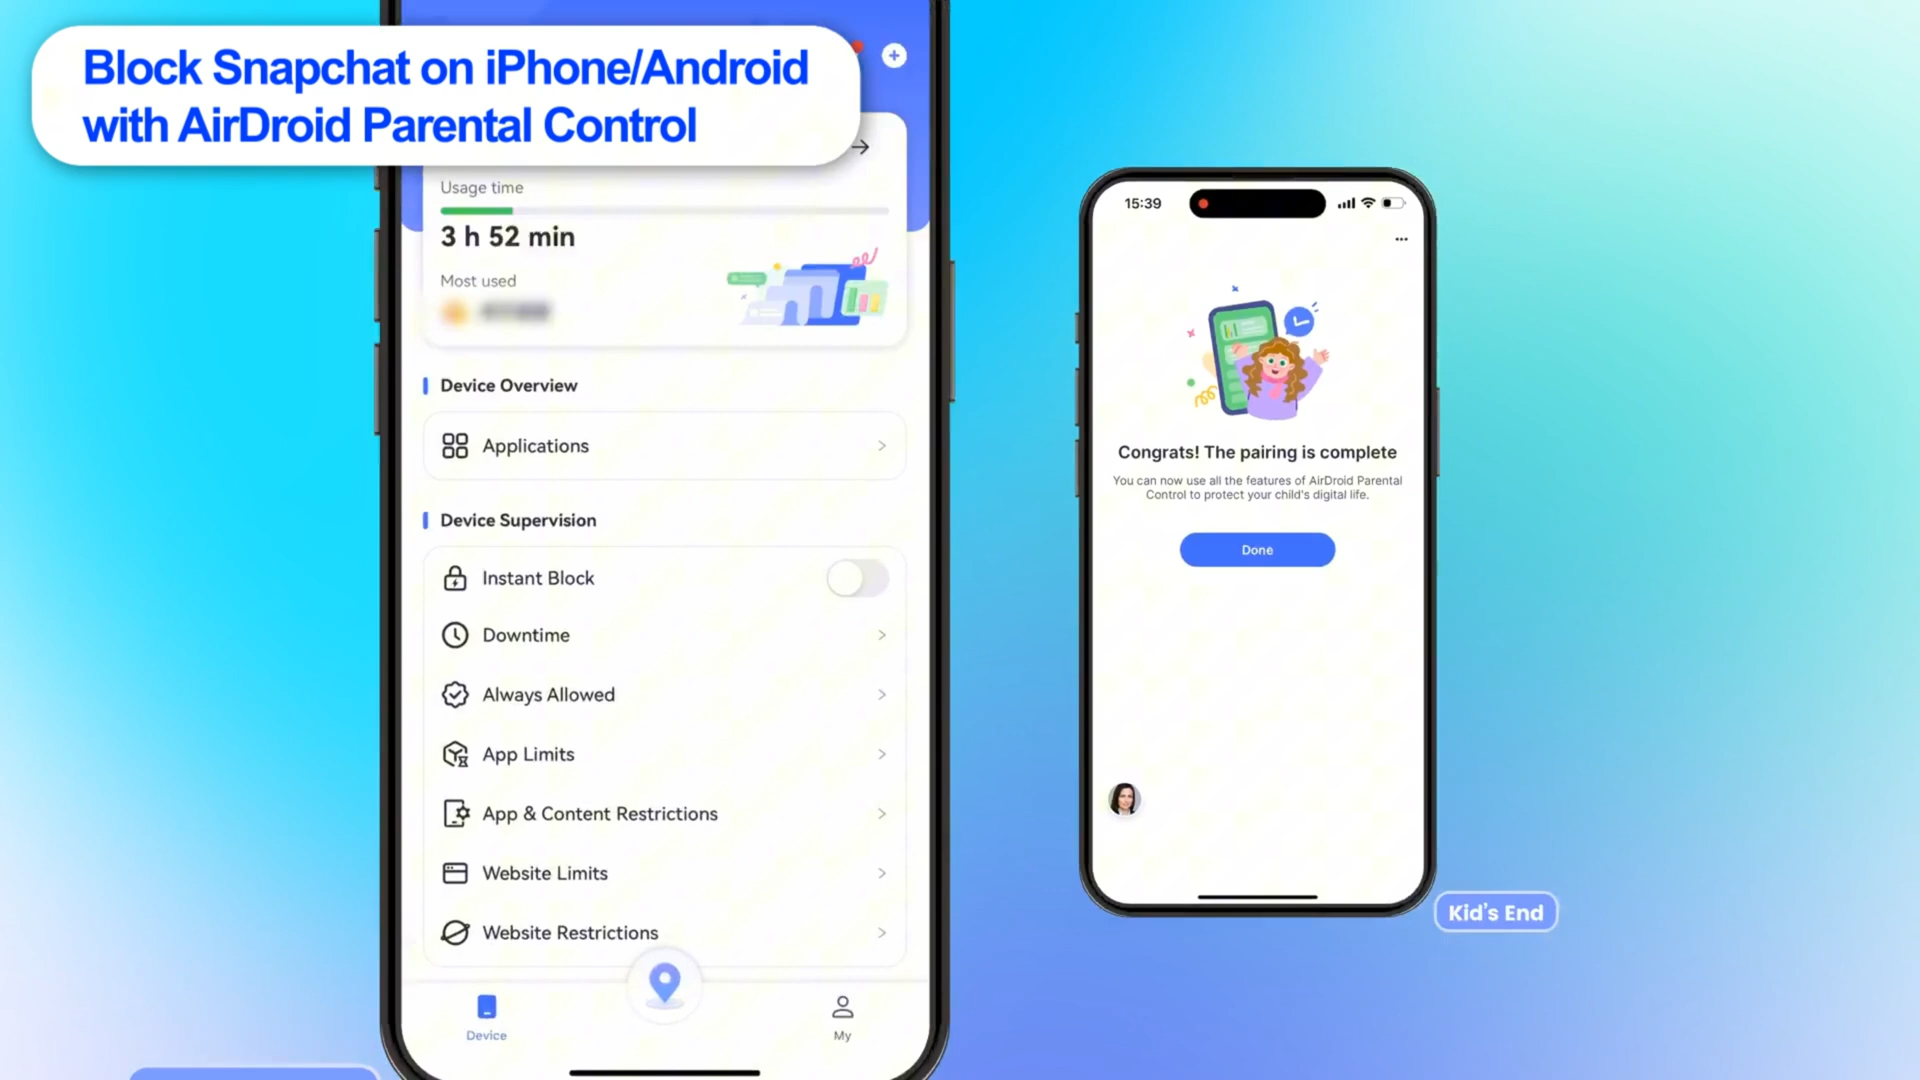 Block Snapchat on iPhone/Android
with AirDroid Parental Control
Usage time
3 h 52 min
Most used
Device Overview
Applications
Device Supervision
Instant Block
Downtime
Always Allowed
App Limits
App & Content Restrictions
Website Limits
Website Restrictions
Device
My
15:39
Congrats! The pairing is complete
You can now use all the features of AirDroid Parental
Control to protect your child's digital life.
Done
Kid's End